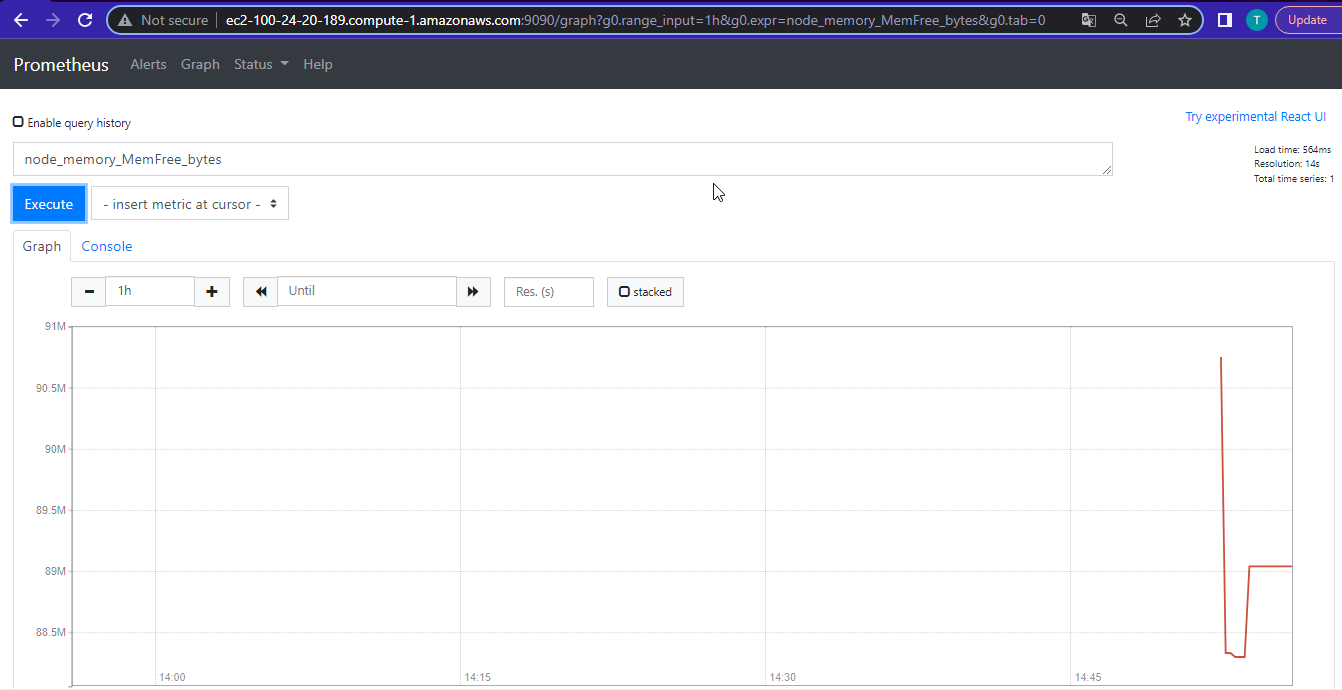 Not secure ec2-100-24-20-189.compute-1.amazonaws.com:9090/graph?g0.range_input=1h&g0.expr=node_memory_MemFree_bytes&g0.tab=0 T Update
Prometheus Alerts Graph Status Help
Try experimental React UI
Enable query history
node_memory_MemFree_bytes
Load time: 564ms
Resolution: 14s
Total time series: 1
Execute - insert metric at cursor -
Graph Console
1h Until Res. (s) stacked
91M
90.5M
90M
89.5M
89M
88.5M
14:00 14:15 14:30 14:45